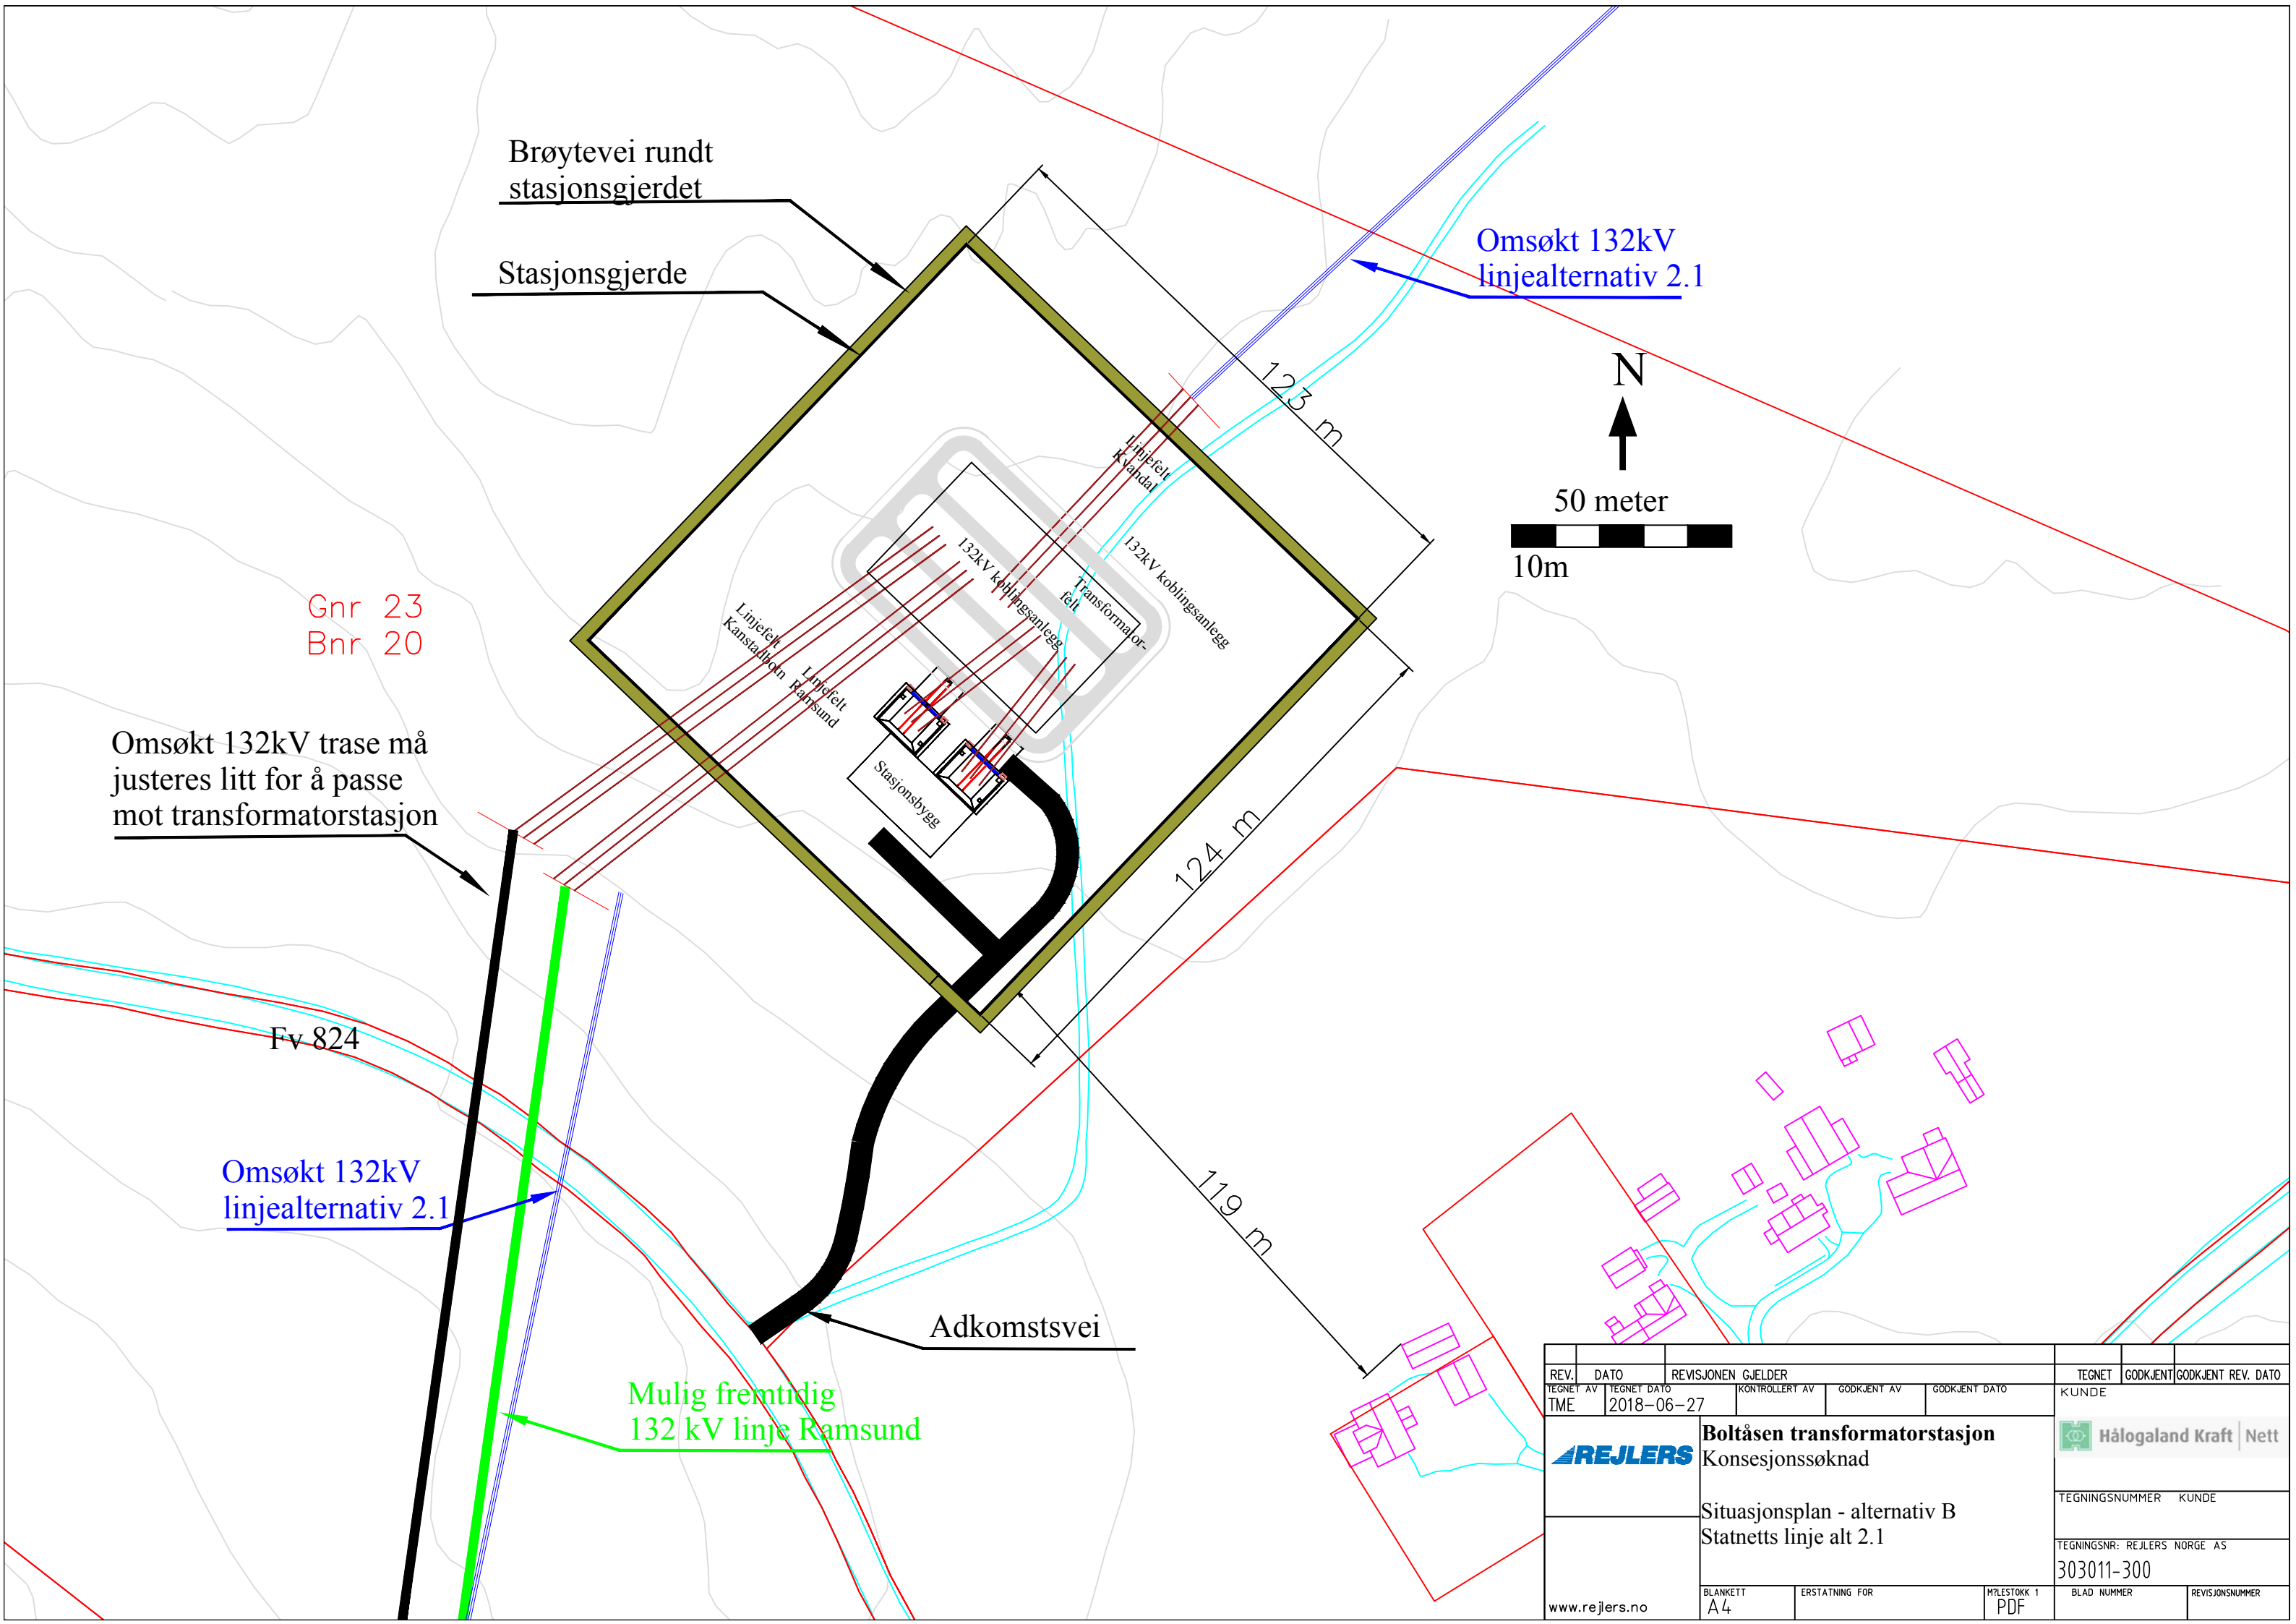 Brøytevei rundt
stasjonsgjerdet
Stasjonsgjerde
Omsøkt 132kV
linjealternativ 2.1
123 m
N
50 meter
10m
Linjefelt
Kvandal
132kV koblingsanlegg
Transformator-
felt
132kV koblingsanlegg
Gnr 23
Bnr 20
Linjefelt
Kanstadbotn
Linjefelt
Ramsund
Stasjonsbygg
Omsøkt 132kV trase må
justeres litt for å passe
mot transformatorstasjon
124 m
Fv 824
Omsøkt 132kV
linjealternativ 2.1
119 m
Adkomstsvei
Mulig fremtidig
132 kV linje Ramsund
REV. DATO REVISJONEN GJELDER TEGNET GODKJENT GODKJENT REV. DATO
TEGNET AV TEGNET DATO KONTROLLERT AV GODKJENT AV GODKJENT DATO KUNDE
TME 2018-06-27
REJLERS
Boltåsen transformatorstasjon
Konsesjonssøknad
Hålogaland Kraft | Nett
Situasjonsplan - alternativ B
Statnetts linje alt 2.1
TEGNINGSNUMMER KUNDE
TEGNINGSNR: REJLERS NORGE AS
303011-300
www.rejlers.no
BLANKETT ERSTATNING FOR M?LESTOKK 1 BLAD NUMMER REVISJONSNUMMER
A4 PDF